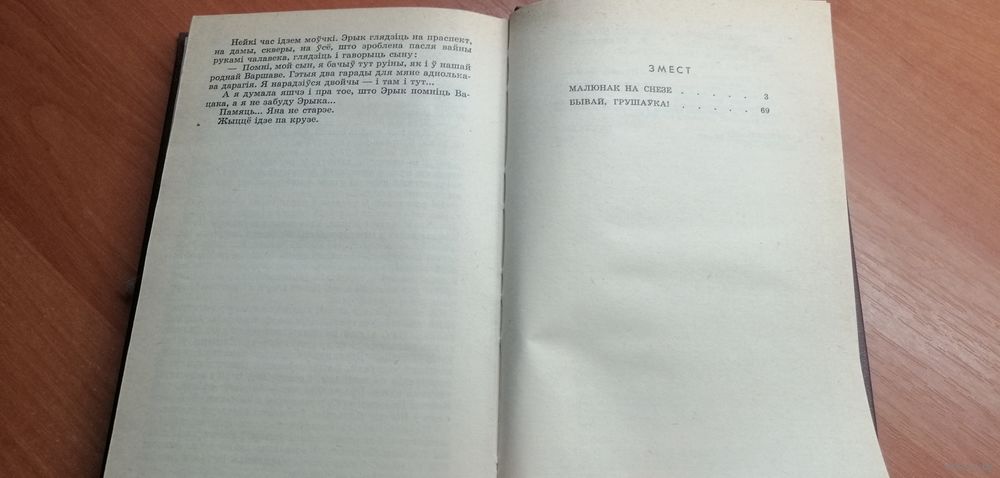 Нейкі час ідзем моўчкі. Эрык глядзіць на праспект,
на дамы, скверы, на ўсё, што зроблена пасля вайны
рукамі чалавека, глядзіць і гаворыць сыну:
— Помні, мой сын, я бачыў тут руіны, як і ў нашай
роднай Варшаве. Гэтыя два гарады для мяне аднолька-
ва дарагія. Я нарадзіўся двойчы — і там і тут...
А я думала яшчэ і пра тое, што Эрык помніць Ва-
цака, а я не забуду Эрыка...
Памяць... Яна не старэе.
Жыццё ідзе па крузе.
ЗМЕСТ
МАЛЮНАК НА СНЕЗЕ . . . . . 3
БЫВАЙ, ГРУШАЎКА! . . . . . 69